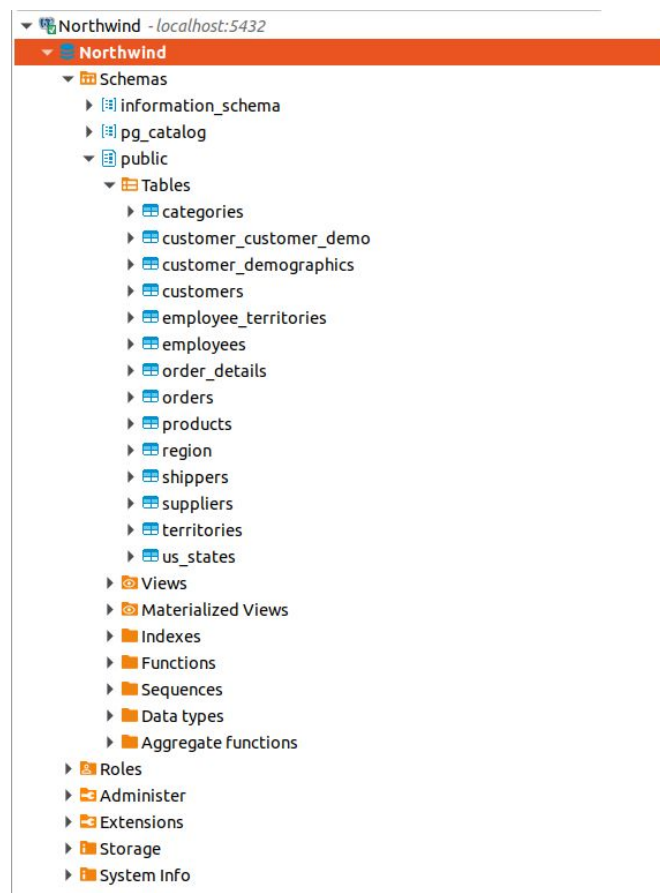 Northwind - localhost:5432
Northwind
Schemas
information_schema
pg_catalog
public
Tables
categories
customer_customer_demo
customer_demographics
customers
employee_territories
employees
order_details
orders
products
region
shippers
suppliers
territories
us_states
Views
Materialized Views
Indexes
Functions
Sequences
Data types
Aggregate functions
Roles
Administer
Extensions
Storage
System Info